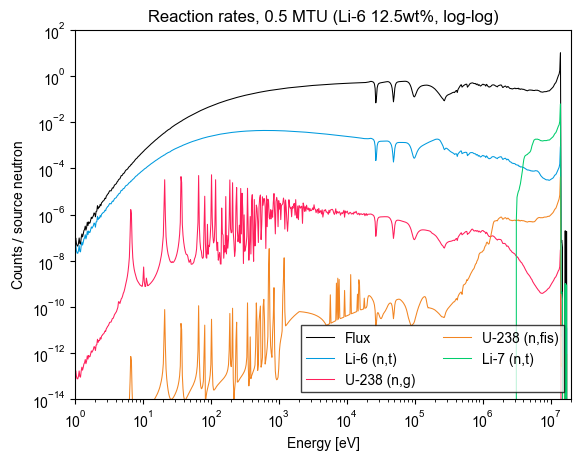 Reaction rates, 0.5 MTU (Li-6 12.5wt%, log-log)
Counts / source neutron
10^2
10^0
10^−2
10^−4
10^−6
10^−8
10^−10
10^−12
10^−14
Flux
Li-6 (n,t)
U-238 (n,g)
U-238 (n,fis)
Li-7 (n,t)
10^0 10^1 10^2 10^3 10^4 10^5 10^6 10^7
Energy [eV]